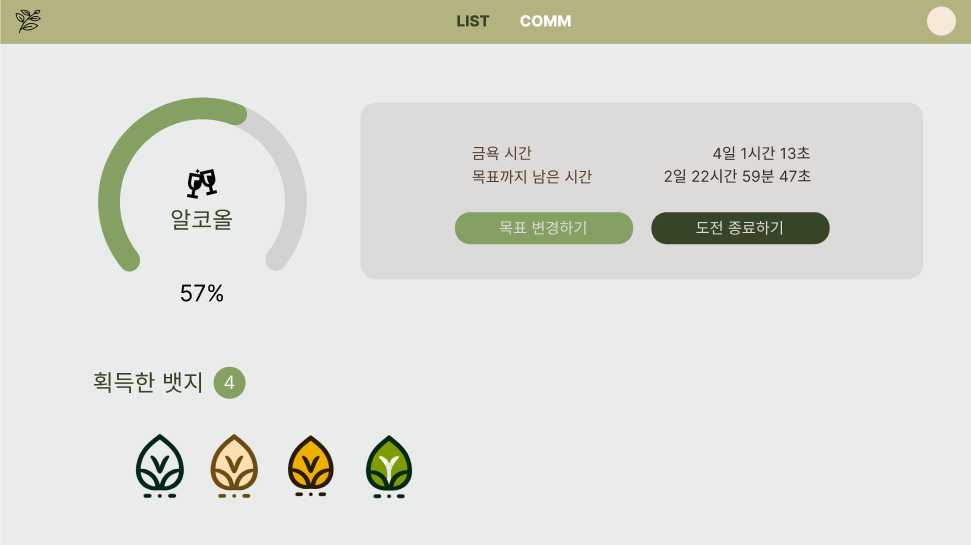 LIST COMM
알코올
57%
금욕 시간 4일 1시간 13초
목표까지 남은 시간 2일 22시간 59분 47초
목표 변경하기 도전 종료하기
획득한 뱃지 4